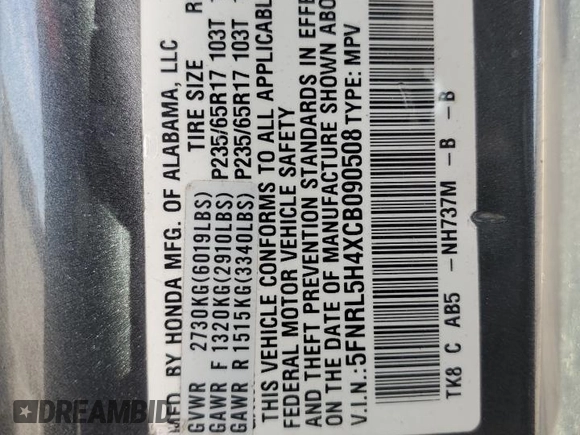 MFD BY HONDA MFG. OF ALABAMA, LLC
TIRE SIZE R
GVWR 2730KG(6019LBS)
GAWR F 1320KG(2910LBS) P235/65R17 103T
GAWR R 1515KG(3340LBS) P235/65R17 103T
THIS VEHICLE CONFORMS TO ALL APPLICABLE
FEDERAL MOTOR VEHICLE SAFETY
AND THEFT PREVENTION STANDARDS IN EFFE
ON THE DATE OF MANUFACTURE SHOWN ABO
V.I.N.:5FNRL5H4XCB090508 TYPE: MPV
TK8 C AB5 -NH737M -B -B
DREAMBID